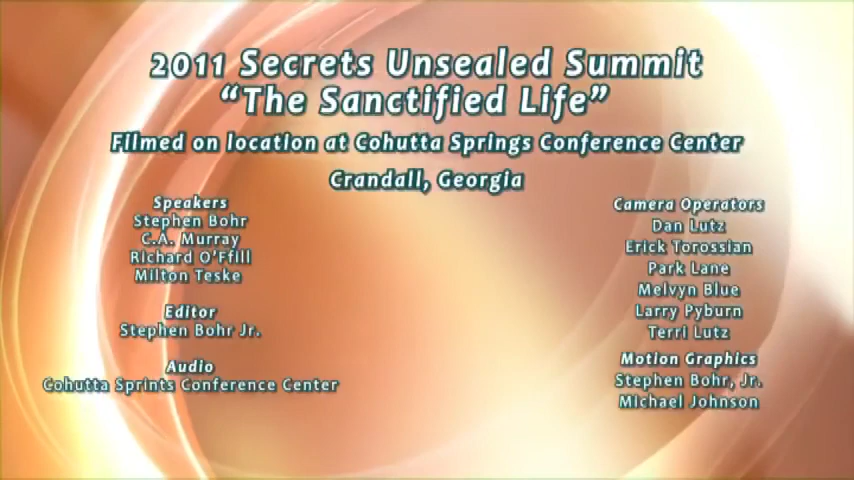 2011 Secrets Unsealed Summit
“The Sanctified Life”
Filmed on location at Cohutta Springs Conference Center
Crandall, Georgia
Speakers
Stephen Bohr
C.A. Murray
Richard O'Ffill
Milton Teske
Editor
Stephen Bohr Jr.
Audio
Cohutta Sprints Conference Center
Camera Operators
Dan Lutz
Erick Torossian
Park Lane
Melvyn Blue
Larry Pyburn
Terri Lutz
Motion Graphics
Stephen Bohr, Jr.
Michael Johnson